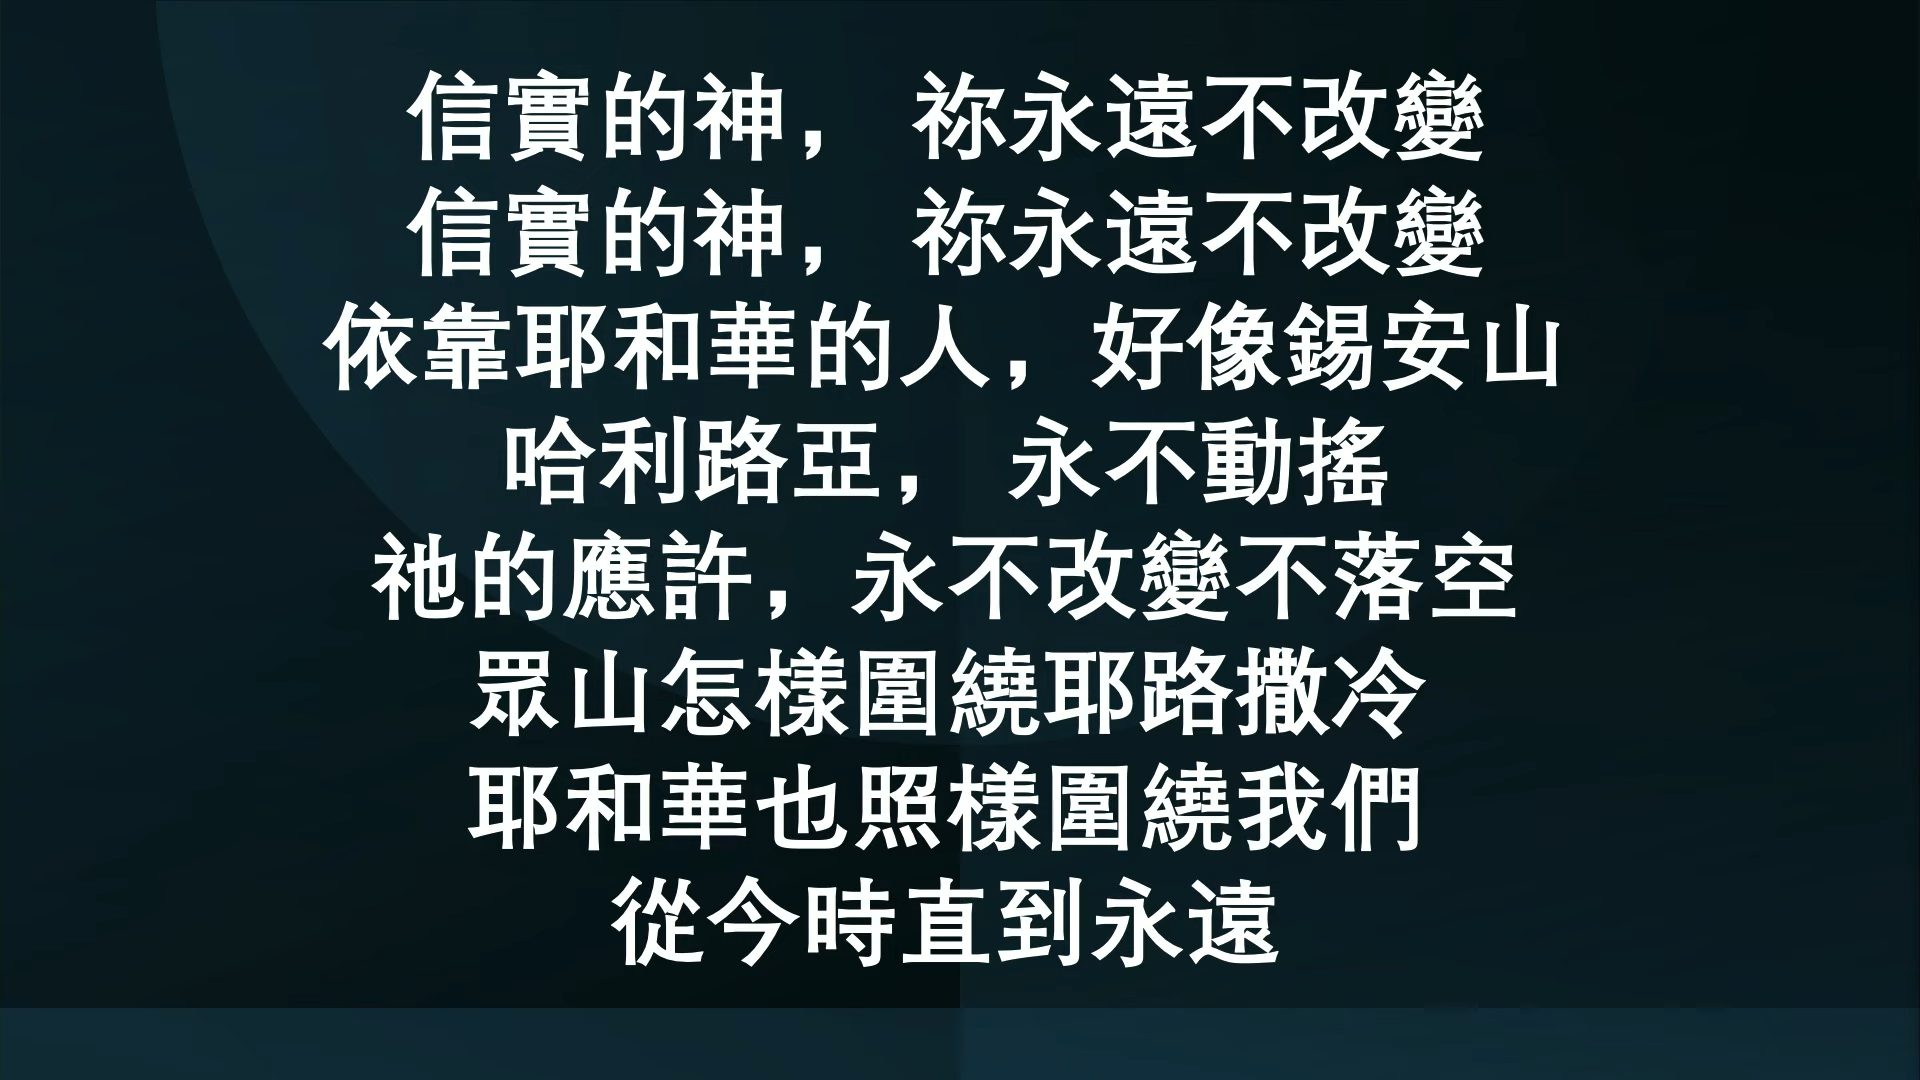 信實的神， 祢永遠不改變
信實的神， 祢永遠不改變
依靠耶和華的人，好像錫安山
哈利路亞， 永不動搖
祂的應許，永不改變不落空
眾山怎樣圍繞耶路撒冷
耶和華也照樣圍繞我們
從今時直到永遠